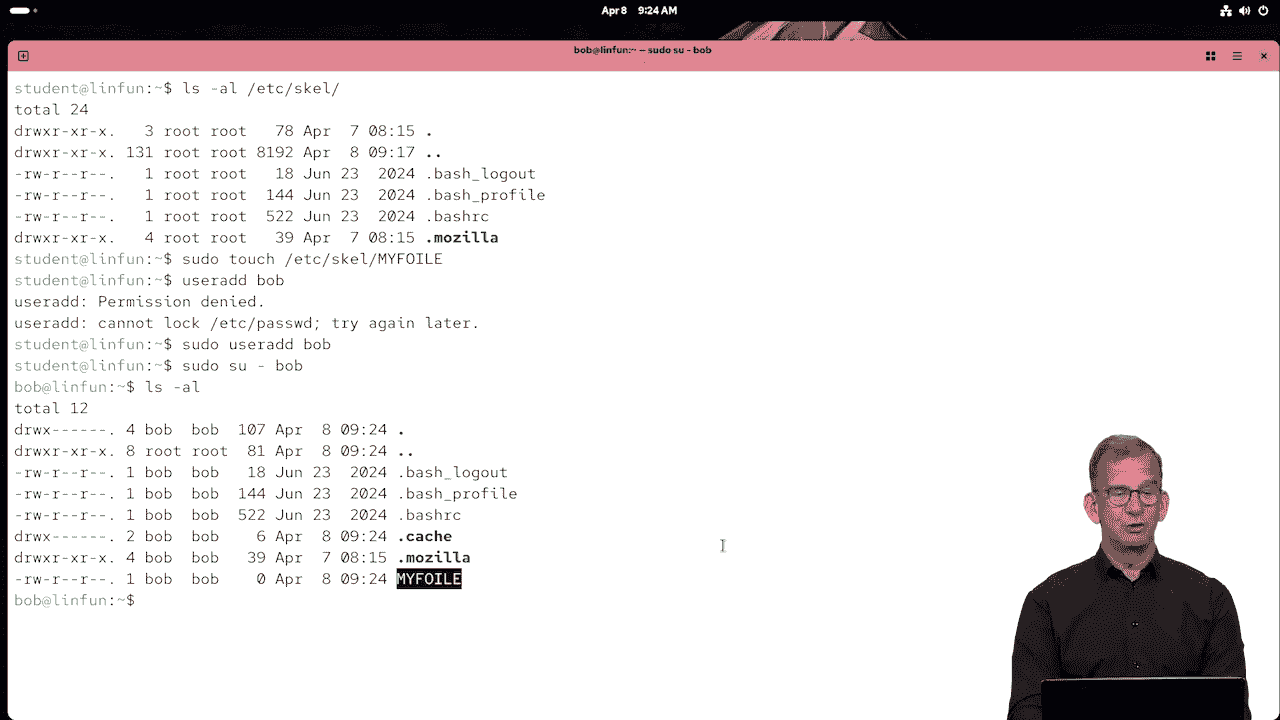 Apr 8 9:24 AM
bob@linfun:~ — sudo su - bob
student@linfun:~$ ls -al /etc/skel/
total 24
drwxr-xr-x.   3 root root   78 Apr  7 08:15 .
drwxr-xr-x. 131 root root 8192 Apr  8 09:17 ..
-rw-r--r--.   1 root root   18 Jun 23  2024 .bash_logout
-rw-r--r--.   1 root root  144 Jun 23  2024 .bash_profile
-rw-r--r--.   1 root root  522 Jun 23  2024 .bashrc
drwxr-xr-x.   4 root root   39 Apr  7 08:15 .mozilla
student@linfun:~$ sudo touch /etc/skel/MYFOILE
student@linfun:~$ useradd bob
useradd: Permission denied.
useradd: cannot lock /etc/passwd; try again later.
student@linfun:~$ sudo useradd bob
student@linfun:~$ sudo su - bob
bob@linfun:~$ ls -al
total 12
drwx------. 4 bob  bob  107 Apr  8 09:24 .
drwxr-xr-x. 8 root root  81 Apr  8 09:24 ..
-rw-r--r--. 1 bob  bob   18 Jun 23  2024 .bash_logout
-rw-r--r--. 1 bob  bob  144 Jun 23  2024 .bash_profile
-rw-r--r--. 1 bob  bob  522 Jun 23  2024 .bashrc
drwx------. 2 bob  bob    6 Apr  8 09:24 .cache
drwxr-xr-x. 4 bob  bob   39 Apr  7 08:15 .mozilla
-rw-r--r--. 1 bob  bob    0 Apr  8 09:24 MYFOILE
bob@linfun:~$